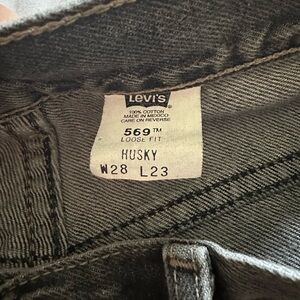 Levi's
100% COTTON
MADE IN MEXICO
CARE ON REVERSE
569™
LOOSE FIT
HUSKY
W28 L23